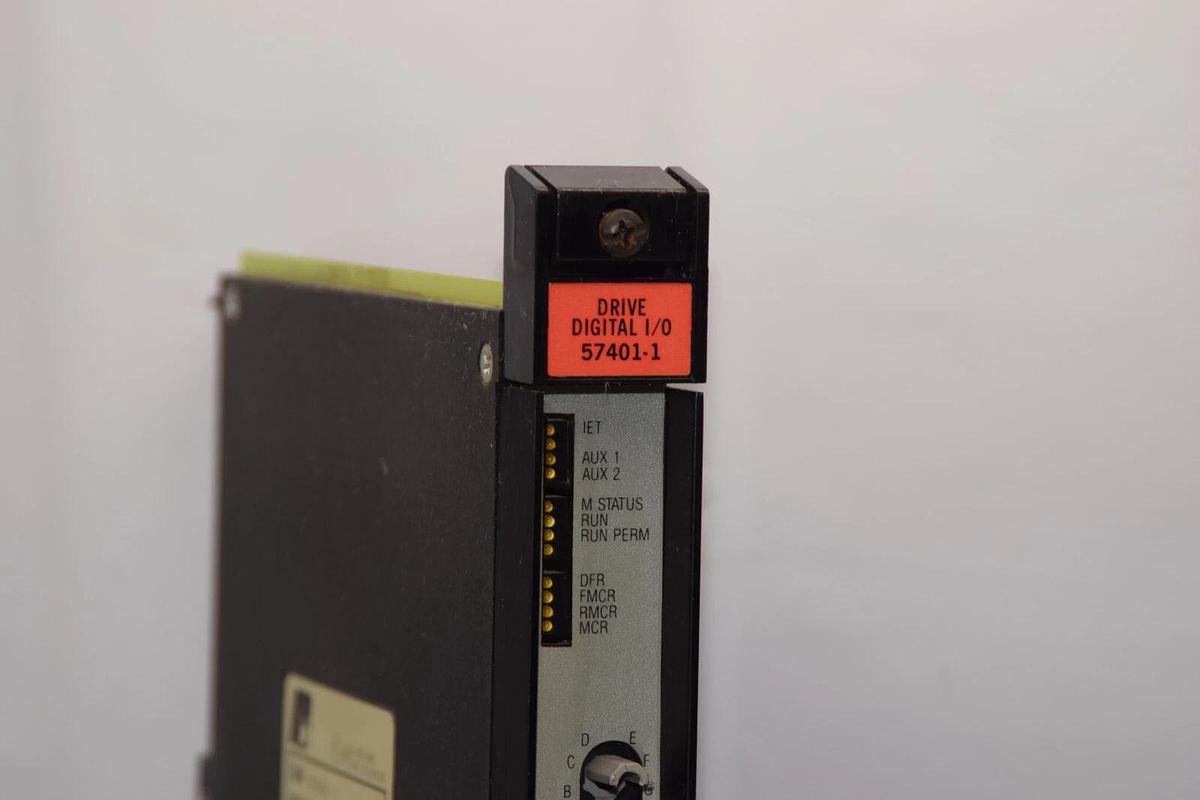 DRIVE
DIGITAL I/O
57401-1
IET
AUX 1
AUX 2
M STATUS
RUN
RUN PERM
DFR
FMCR
RMCR
MCR
D E
C F
B G